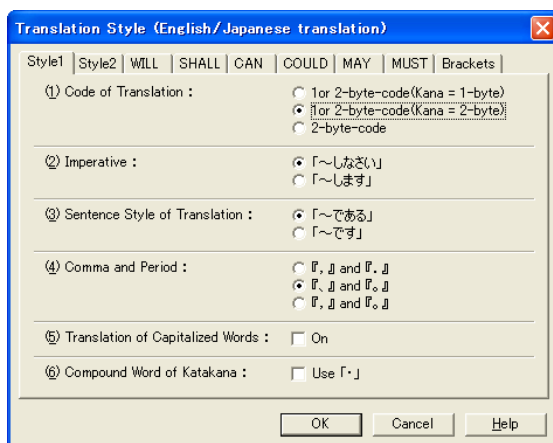 Translation Style (English/Japanese translation)
Style1 Style2 WILL SHALL CAN COULD MAY MUST Brackets
(1) Code of Translation :
1or 2-byte-code(Kana = 1-byte)
1or 2-byte-code(Kana = 2-byte)
2-byte-code
(2) Imperative :
「~しなさい」
「~します」
(3) Sentence Style of Translation :
「~である」
「~です」
(4) Comma and Period :
『, 』 and 『. 』
『、』 and 『。』
『, 』 and 『。』
(5) Translation of Capitalized Words :
On
(6) Compound Word of Katakana :
Use 「・」
OK Cancel Help